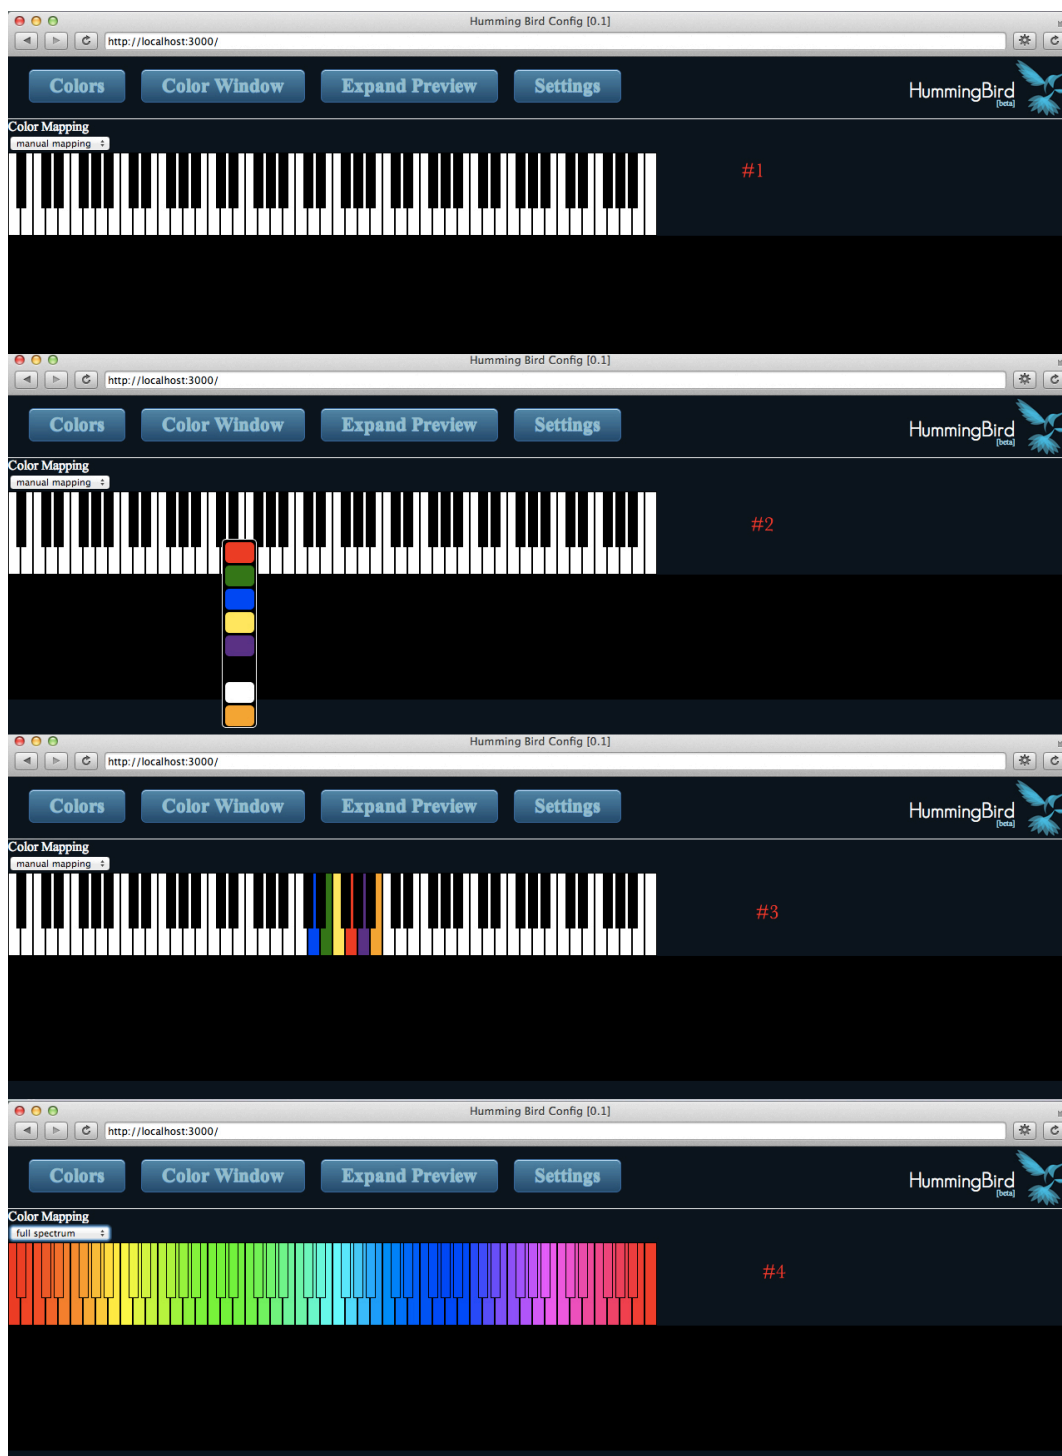 Humming Bird Config [0.1]
http://localhost:3000/
Colors Color Window Expand Preview Settings
HummingBird
[beta]
Color Mapping
manual mapping
#1
Humming Bird Config [0.1]
http://localhost:3000/
Colors Color Window Expand Preview Settings
HummingBird
[beta]
Color Mapping
manual mapping
#2
Humming Bird Config [0.1]
http://localhost:3000/
Colors Color Window Expand Preview Settings
HummingBird
[beta]
Color Mapping
manual mapping
#3
Humming Bird Config [0.1]
http://localhost:3000/
Colors Color Window Expand Preview Settings
HummingBird
[beta]
Color Mapping
full spectrum
#4